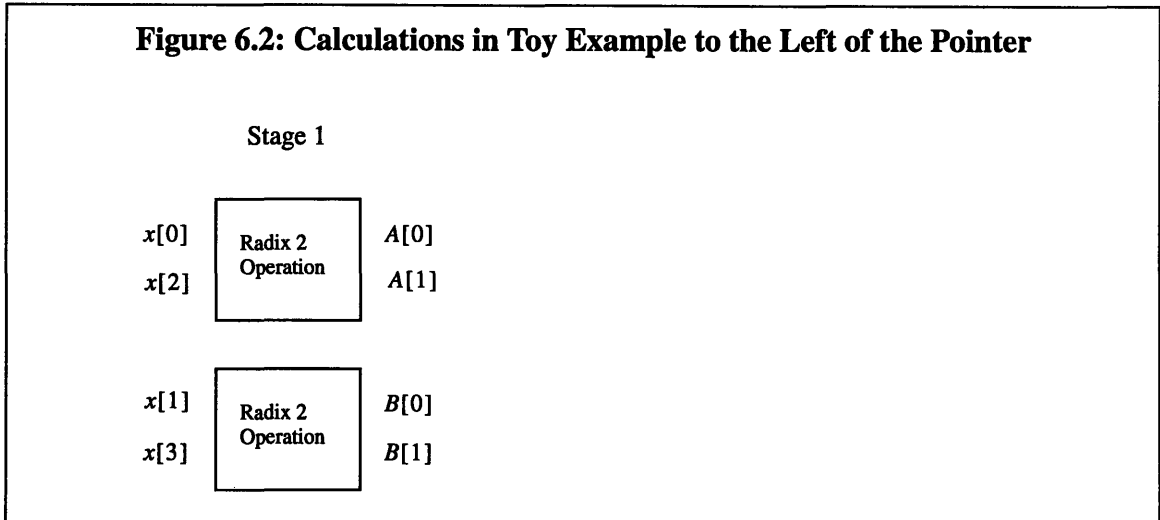 Figure 6.2: Calculations in Toy Example to the Left of the Pointer
Stage 1
x[0]
x[2]
Radix 2
Operation
A[0]
A[1]
x[1]
x[3]
Radix 2
Operation
B[0]
B[1]